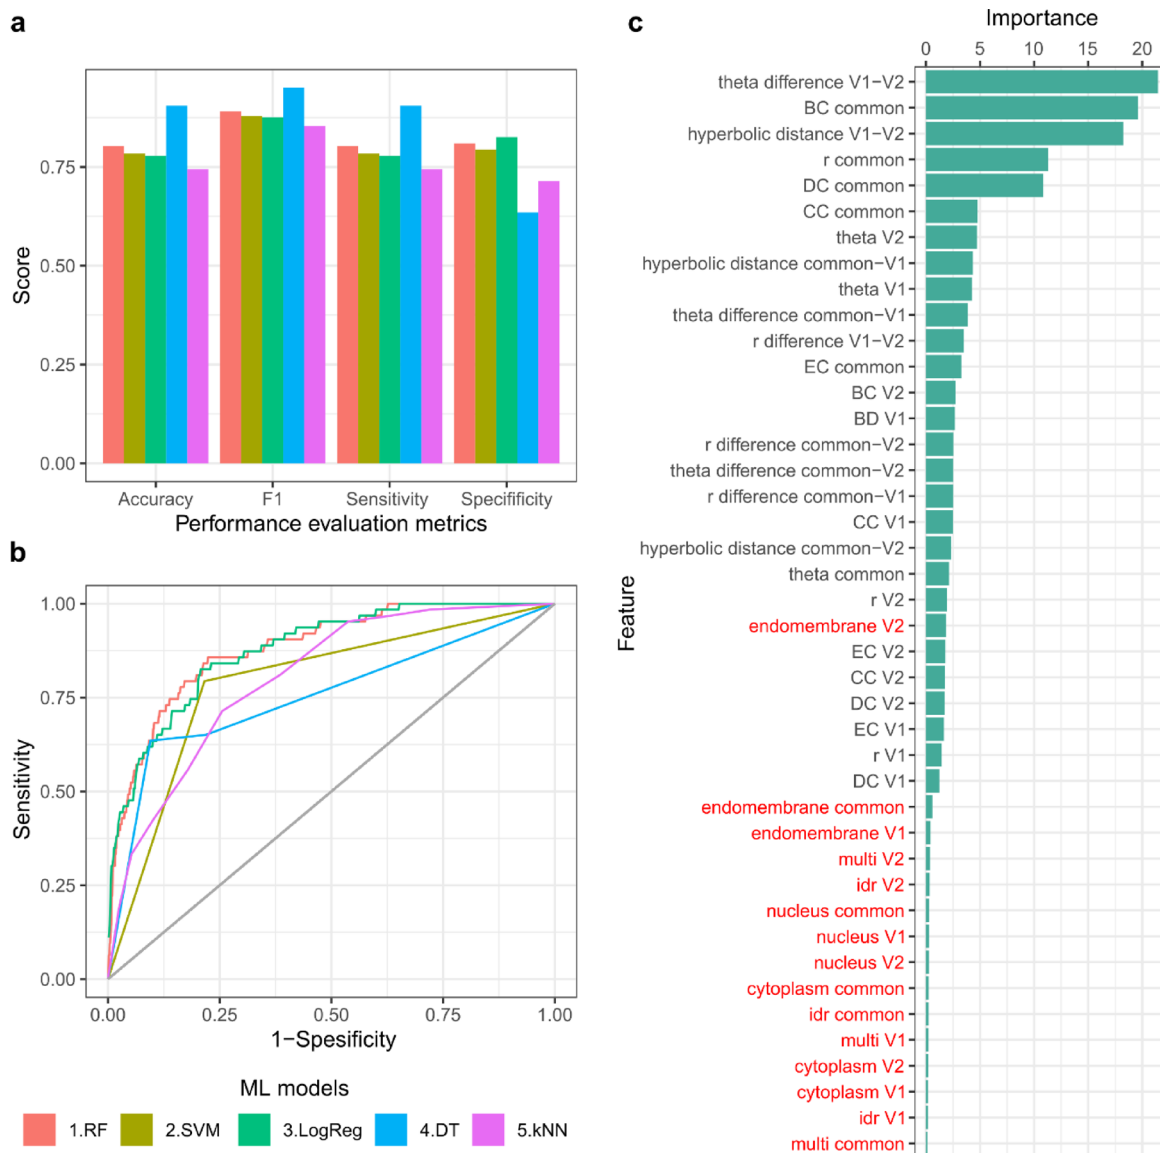 a
Score
0.75
0.50
0.25
0.00
Accuracy F1 Sensitivity Specifificity
Performance evaluation metrics
b
Sensitivity
1.00
0.75
0.50
0.25
0.00
0.00 0.25 0.50 0.75 1.00
1−Spesificity
ML models
1.RF 2.SVM 3.LogReg 4.DT 5.kNN
c
Importance
0 5 10 15 20
Feature
theta difference V1−V2
BC common
hyperbolic distance V1−V2
r common
DC common
CC common
theta V2
hyperbolic distance common−V1
theta V1
theta difference common−V1
r difference V1−V2
EC common
BC V2
BD V1
r difference common−V2
theta difference common−V2
r difference common−V1
CC V1
hyperbolic distance common−V2
theta common
r V2
endomembrane V2
EC V2
CC V2
DC V2
EC V1
r V1
DC V1
endomembrane common
endomembrane V1
multi V2
idr V2
nucleus common
nucleus V1
nucleus V2
cytoplasm common
idr common
multi V1
cytoplasm V2
cytoplasm V1
idr V1
multi common